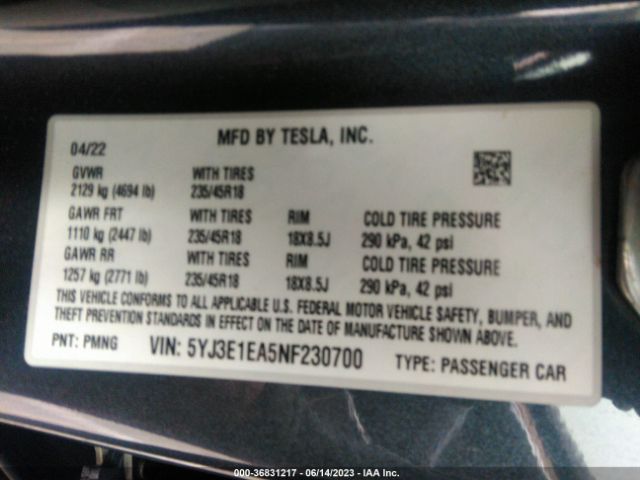 MFD BY TESLA, INC.
04/22
GVWR WITH TIRES
2129 kg (4694 lb) 235/45R18
GAWR FRT WITH TIRES RIM COLD TIRE PRESSURE
1110 kg (2447 lb) 235/45R18 18X8.5J 290 kPa, 42 psi
GAWR RR WITH TIRES RIM COLD TIRE PRESSURE
1257 kg (2771 lb) 235/45R18 18X8.5J 290 kPa, 42 psi
THIS VEHICLE CONFORMS TO ALL APPLICABLE U.S. FEDERAL MOTOR VEHICLE SAFETY, BUMPER, AND
THEFT PREVENTION STANDARDS IN EFFECT ON THE DATE OF MANUFACTURE SHOWN ABOVE.
PNT: PMNG VIN: 5YJ3E1EA5NF230700 TYPE: PASSENGER CAR
000-36831217 - 06/14/2023 - IAA Inc.